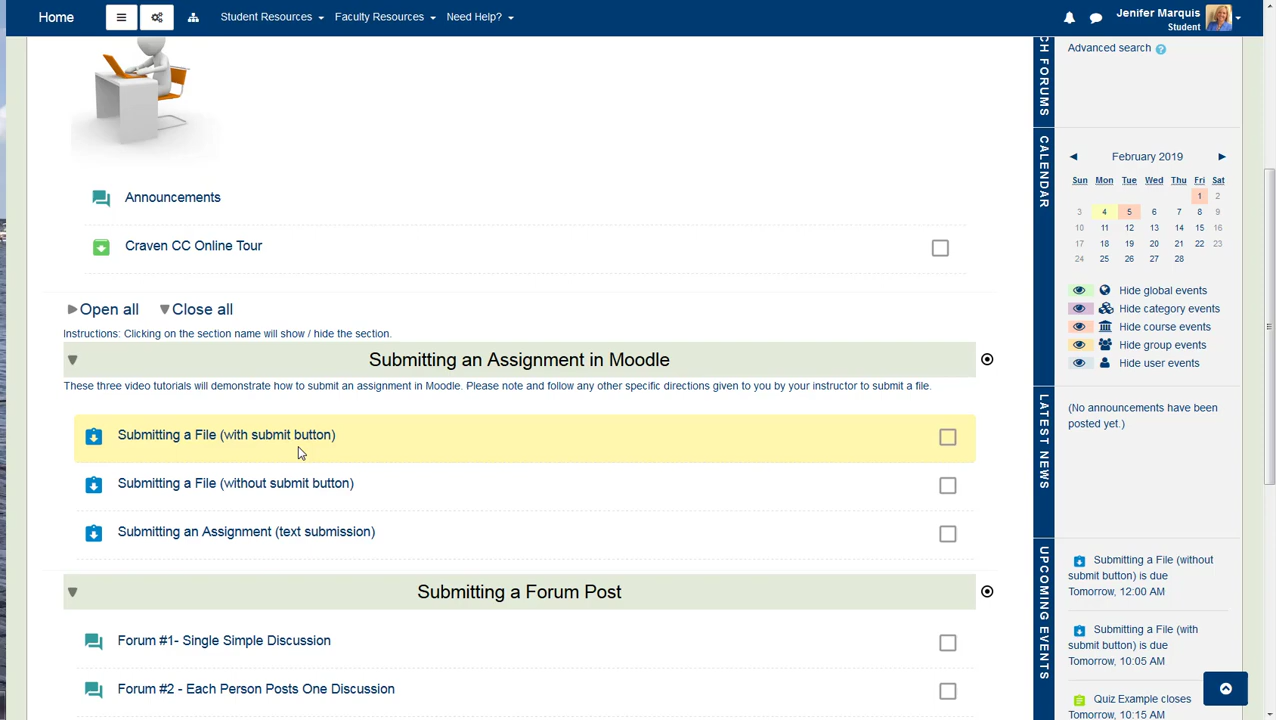 Home
Student Resources
Faculty Resources
Need Help?
Jenifer Marquis
Student
CH FORUMS
Advanced search
Announcements
Craven CC Online Tour
Open all
Close all
Instructions: Clicking on the section name will show / hide the section.
Submitting an Assignment in Moodle
These three video tutorials will demonstrate how to submit an assignment in Moodle. Please note and follow any other specific directions given to you by your instructor to submit a file.
Submitting a File (with submit button)
Submitting a File (without submit button)
Submitting an Assignment (text submission)
Submitting a Forum Post
Forum #1- Single Simple Discussion
Forum #2 - Each Person Posts One Discussion
CALENDAR
February 2019
Sun Mon Tue Wed Thu Fri Sat
1 2
3 4 5 6 7 8 9
10 11 12 13 14 15 16
17 18 19 20 21 22 23
24 25 26 27 28
Hide global events
Hide category events
Hide course events
Hide group events
Hide user events
LATEST NEWS
(No announcements have been
posted yet.)
UPCOMING EVENTS
Submitting a File (without
submit button) is due
Tomorrow, 12:00 AM
Submitting a File (with
submit button) is due
Tomorrow, 10:05 AM
Quiz Example closes
Tomorrow, 10:15 AM